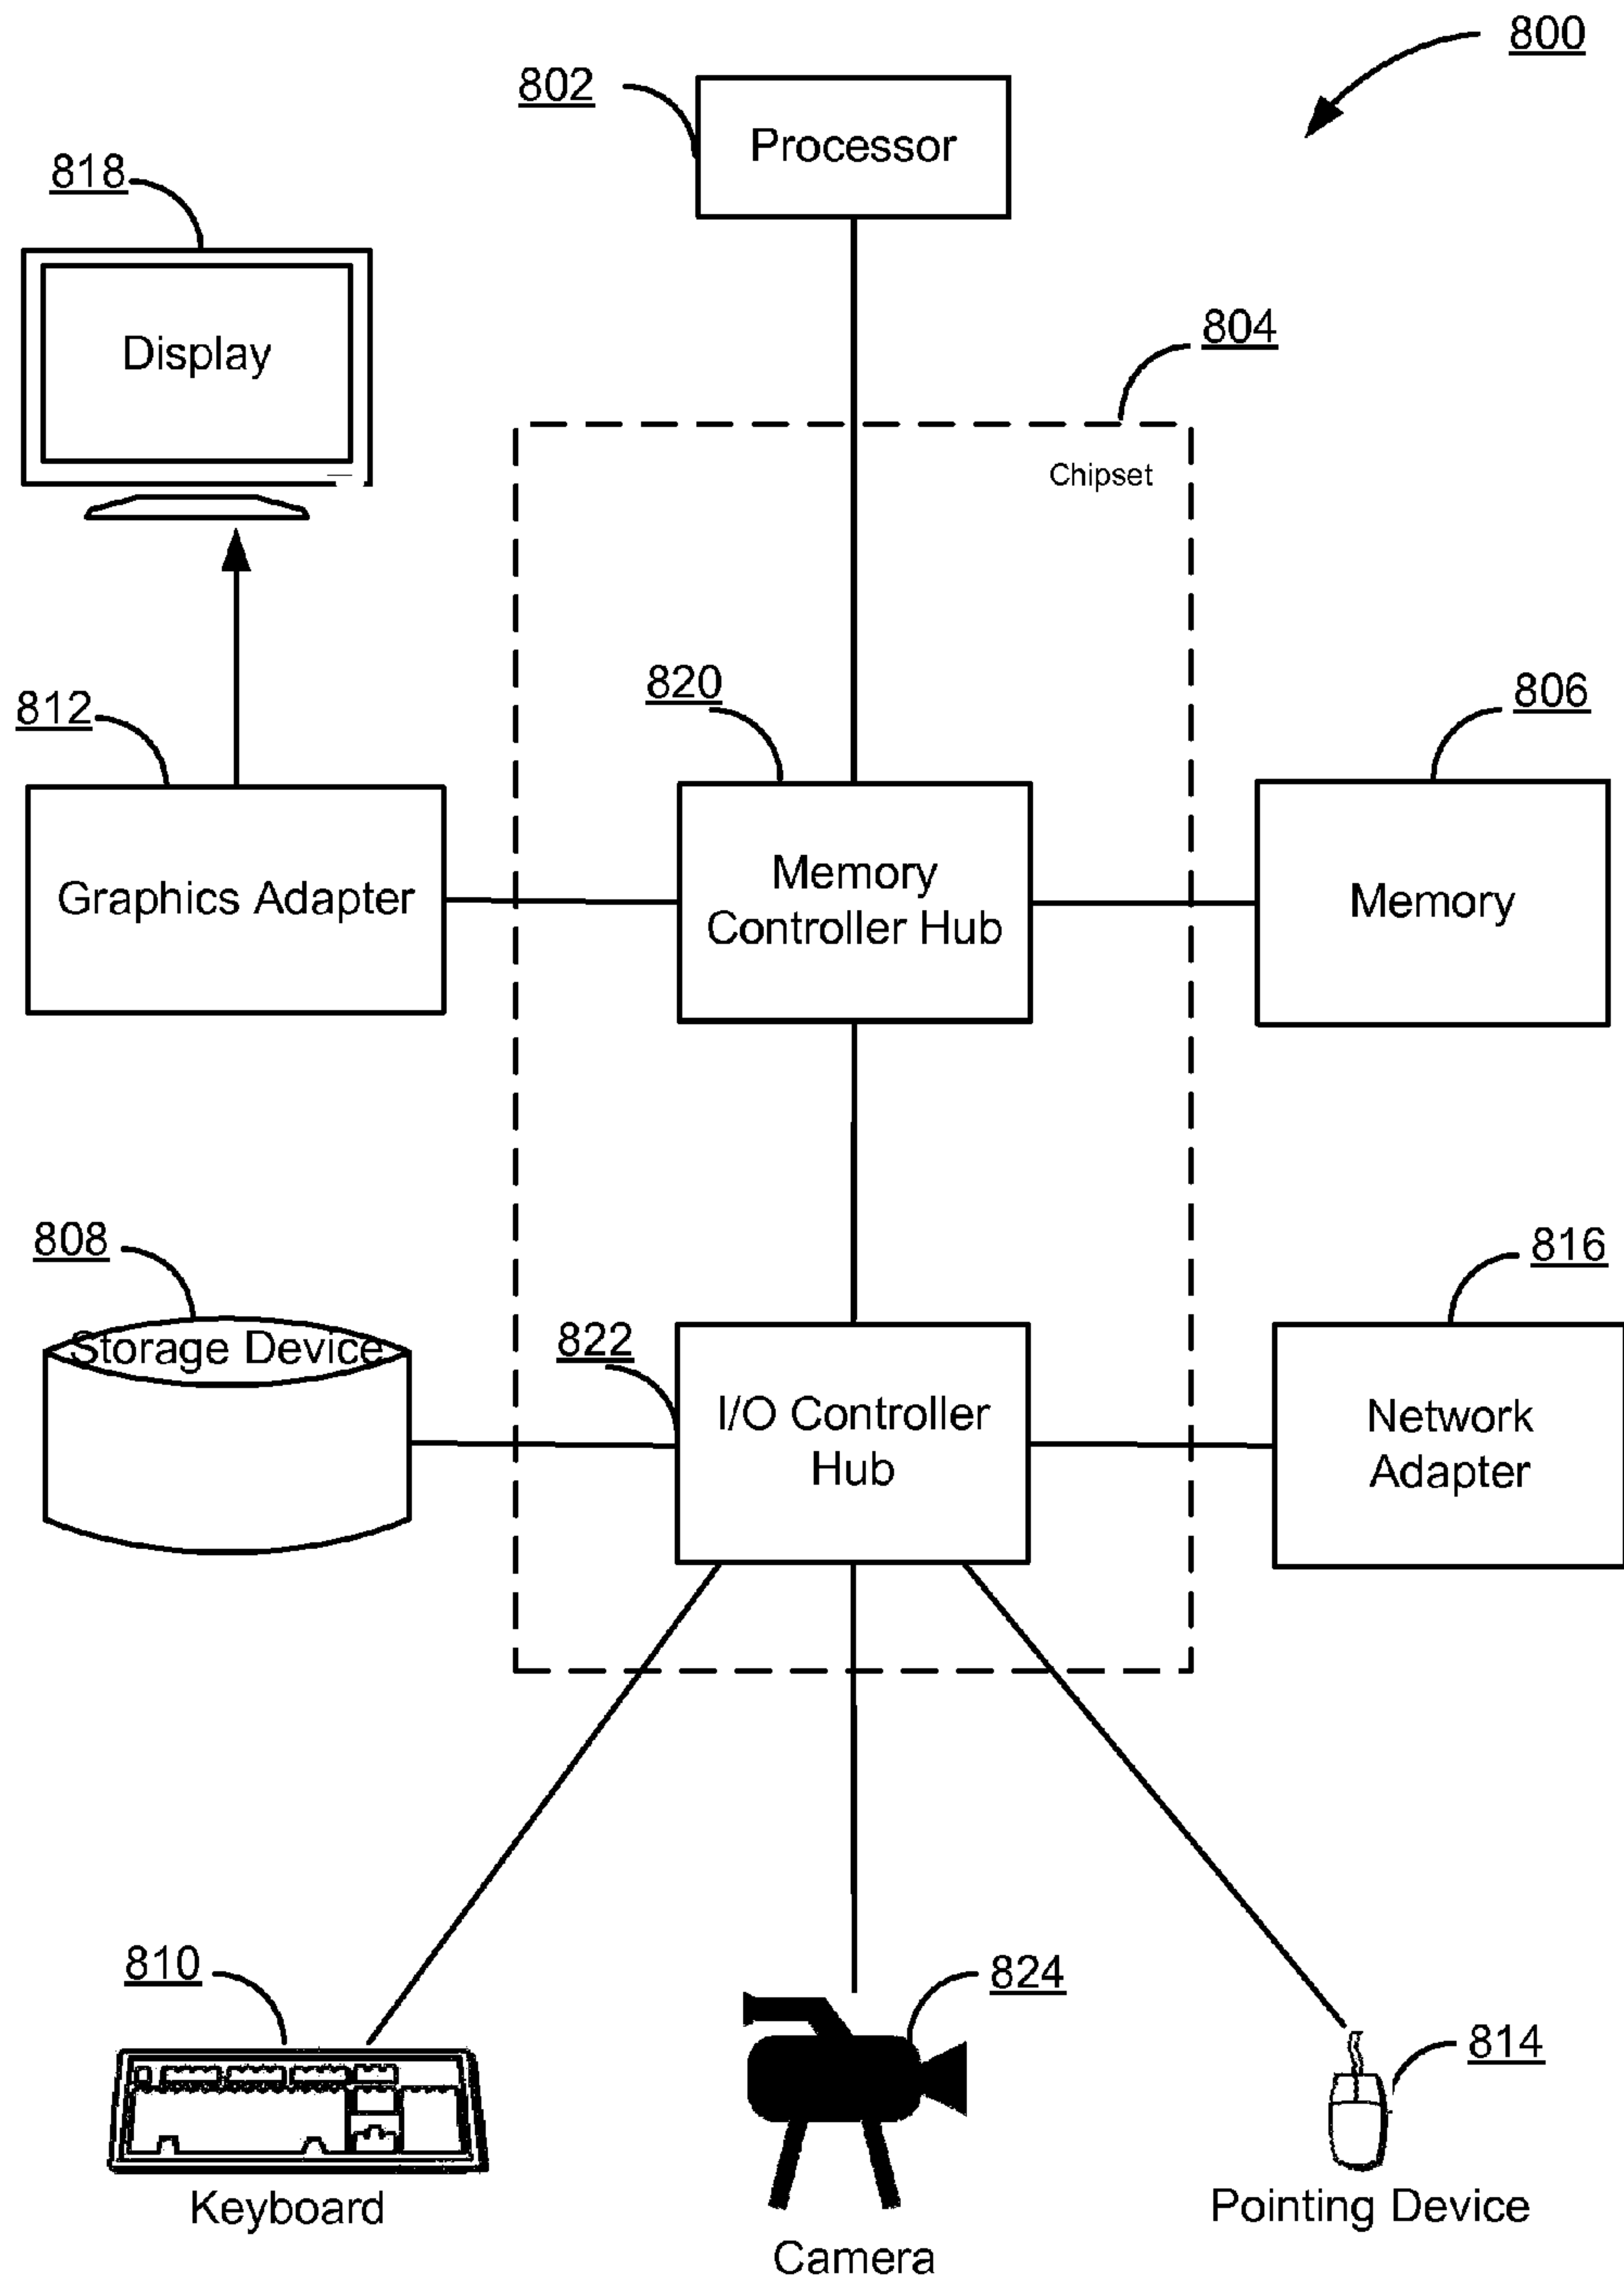 800
802
Processor
818
Display
804
Chipset
812
820
806
Graphics Adapter
Memory
Controller Hub
Memory
808
Storage Device
822
I/O Controller
Hub
816
Network
Adapter
810
Keyboard
824
Camera
814
Pointing Device